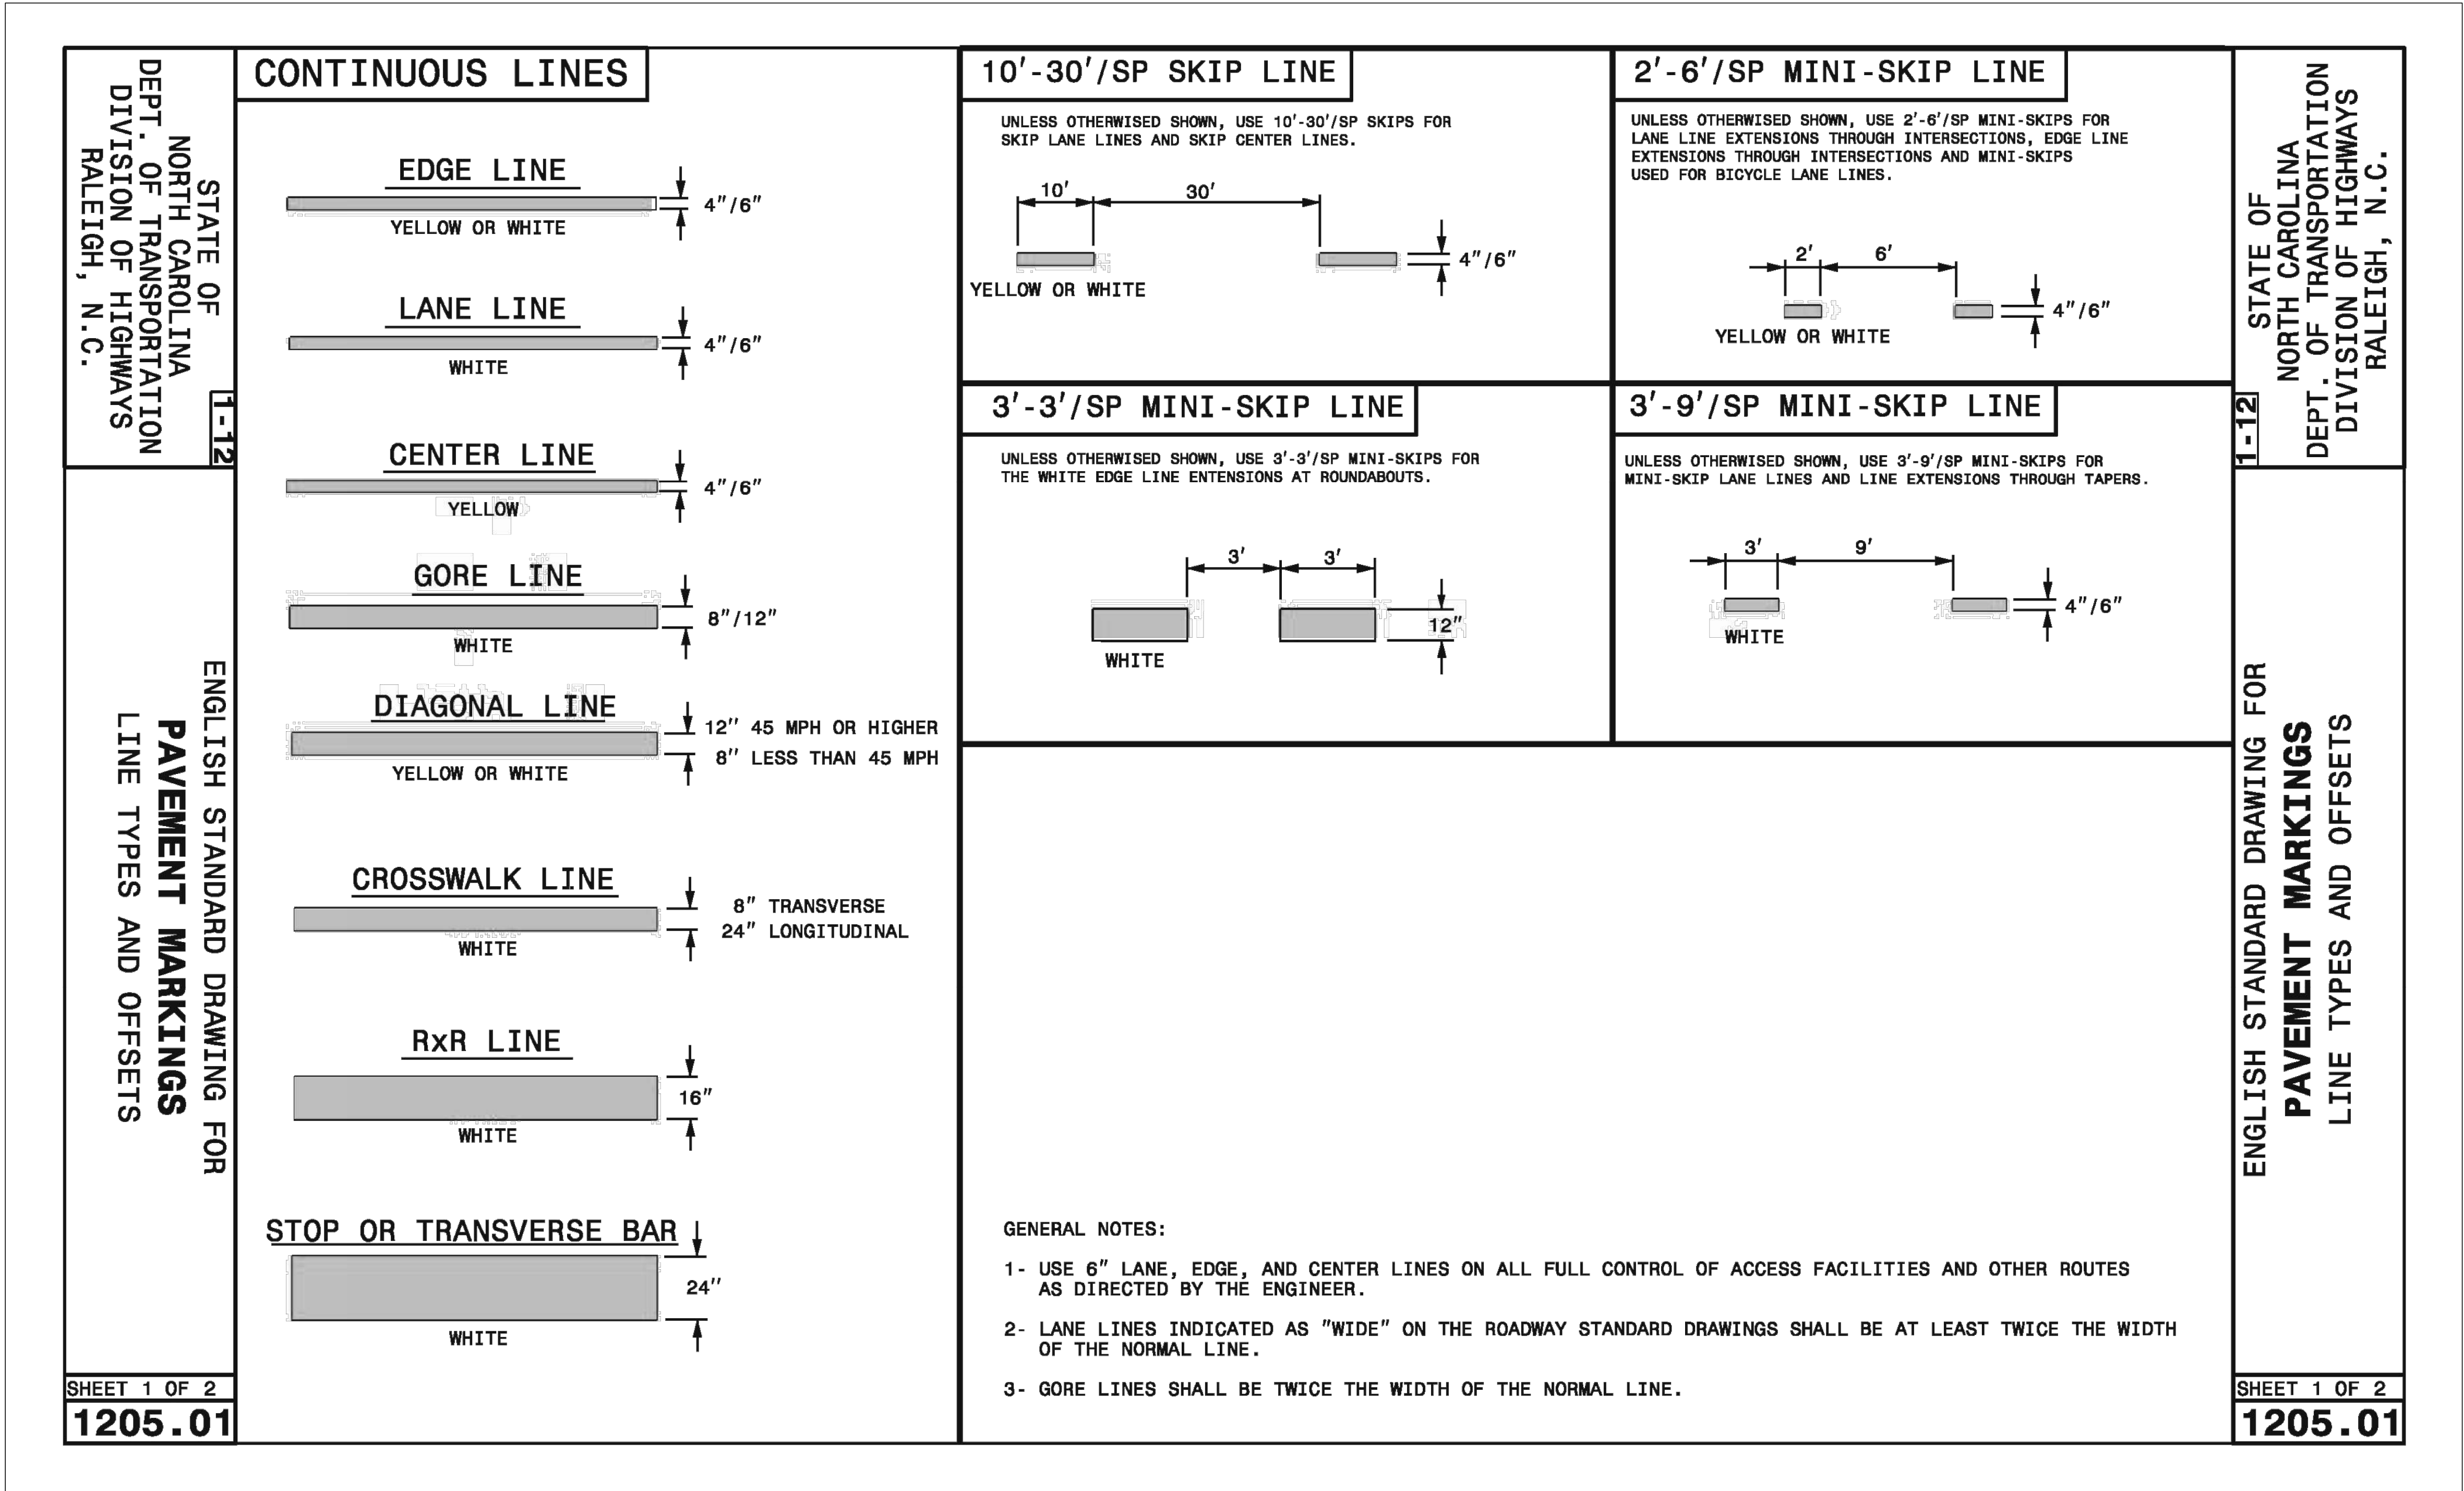 STATE OF
NORTH CAROLINA
DEPT. OF TRANSPORTATION
DIVISION OF HIGHWAYS
RALEIGH, N.C.
1-12
ENGLISH STANDARD DRAWING FOR
PAVEMENT MARKINGS
LINE TYPES AND OFFSETS
SHEET 1 OF 2
1205.01
CONTINUOUS LINES
EDGE LINE
4"/6"
YELLOW OR WHITE
LANE LINE
4"/6"
WHITE
CENTER LINE
4"/6"
YELLOW
GORE LINE
8"/12"
WHITE
DIAGONAL LINE
12" 45 MPH OR HIGHER
8" LESS THAN 45 MPH
YELLOW OR WHITE
CROSSWALK LINE
8" TRANSVERSE
24" LONGITUDINAL
WHITE
RxR LINE
16"
WHITE
STOP OR TRANSVERSE BAR
24"
WHITE
10'-30'/SP SKIP LINE
UNLESS OTHERWISED SHOWN, USE 10'-30'/SP SKIPS FOR
SKIP LANE LINES AND SKIP CENTER LINES.
10' 30'
4"/6"
YELLOW OR WHITE
2'-6'/SP MINI-SKIP LINE
UNLESS OTHERWISED SHOWN, USE 2'-6'/SP MINI-SKIPS FOR
LANE LINE EXTENSIONS THROUGH INTERSECTIONS, EDGE LINE
EXTENSIONS THROUGH INTERSECTIONS AND MINI-SKIPS
USED FOR BICYCLE LANE LINES.
2' 6'
4"/6"
YELLOW OR WHITE
3'-3'/SP MINI-SKIP LINE
UNLESS OTHERWISED SHOWN, USE 3'-3'/SP MINI-SKIPS FOR
THE WHITE EDGE LINE ENTENSIONS AT ROUNDABOUTS.
3' 3'
12"
WHITE
3'-9'/SP MINI-SKIP LINE
UNLESS OTHERWISED SHOWN, USE 3'-9'/SP MINI-SKIPS FOR
MINI-SKIP LANE LINES AND LINE EXTENSIONS THROUGH TAPERS.
3' 9'
4"/6"
WHITE
GENERAL NOTES:
1- USE 6" LANE, EDGE, AND CENTER LINES ON ALL FULL CONTROL OF ACCESS FACILITIES AND OTHER ROUTES
AS DIRECTED BY THE ENGINEER.
2- LANE LINES INDICATED AS "WIDE" ON THE ROADWAY STANDARD DRAWINGS SHALL BE AT LEAST TWICE THE WIDTH
OF THE NORMAL LINE.
3- GORE LINES SHALL BE TWICE THE WIDTH OF THE NORMAL LINE.
STATE OF
NORTH CAROLINA
DEPT. OF TRANSPORTATION
DIVISION OF HIGHWAYS
RALEIGH, N.C.
1-12
ENGLISH STANDARD DRAWING FOR
PAVEMENT MARKINGS
LINE TYPES AND OFFSETS
SHEET 1 OF 2
1205.01